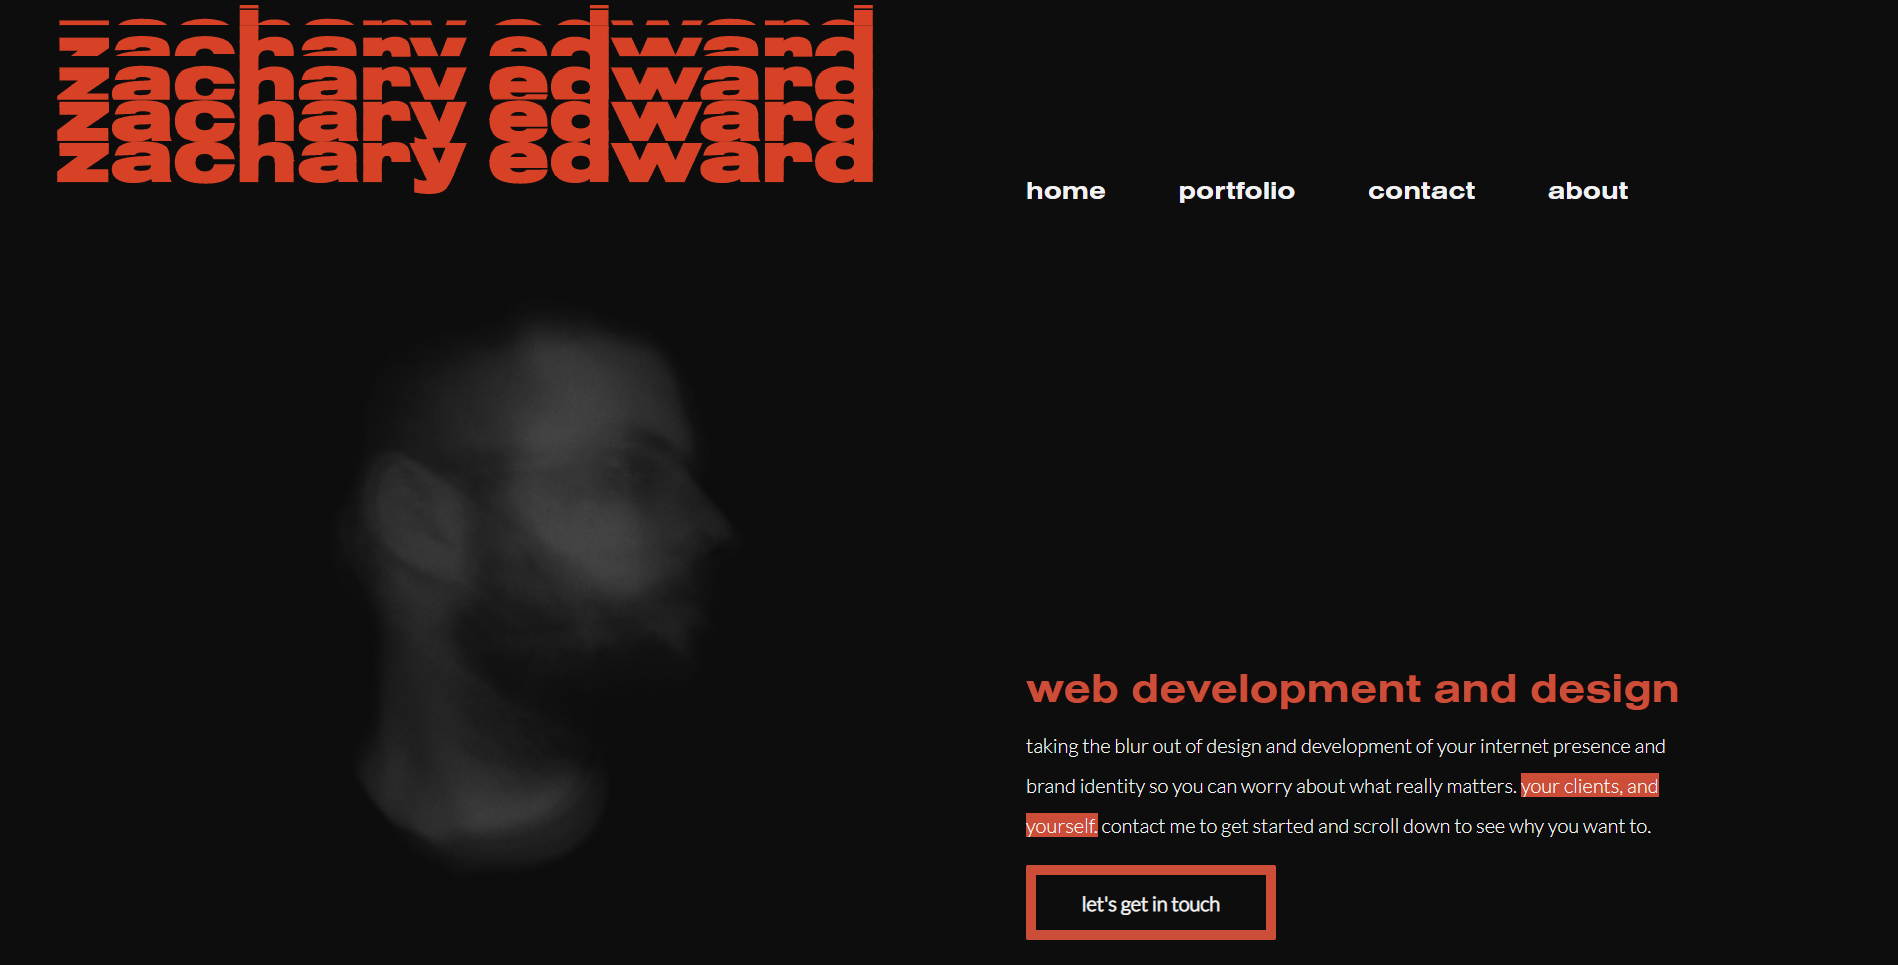 zachary edward
zachary edward
zachary edward
zachary edward
zachary edward
home portfolio contact about
web development and design
taking the blur out of design and development of your internet presence and
brand identity so you can worry about what really matters. your clients, and
yourself. contact me to get started and scroll down to see why you want to.
let's get in touch